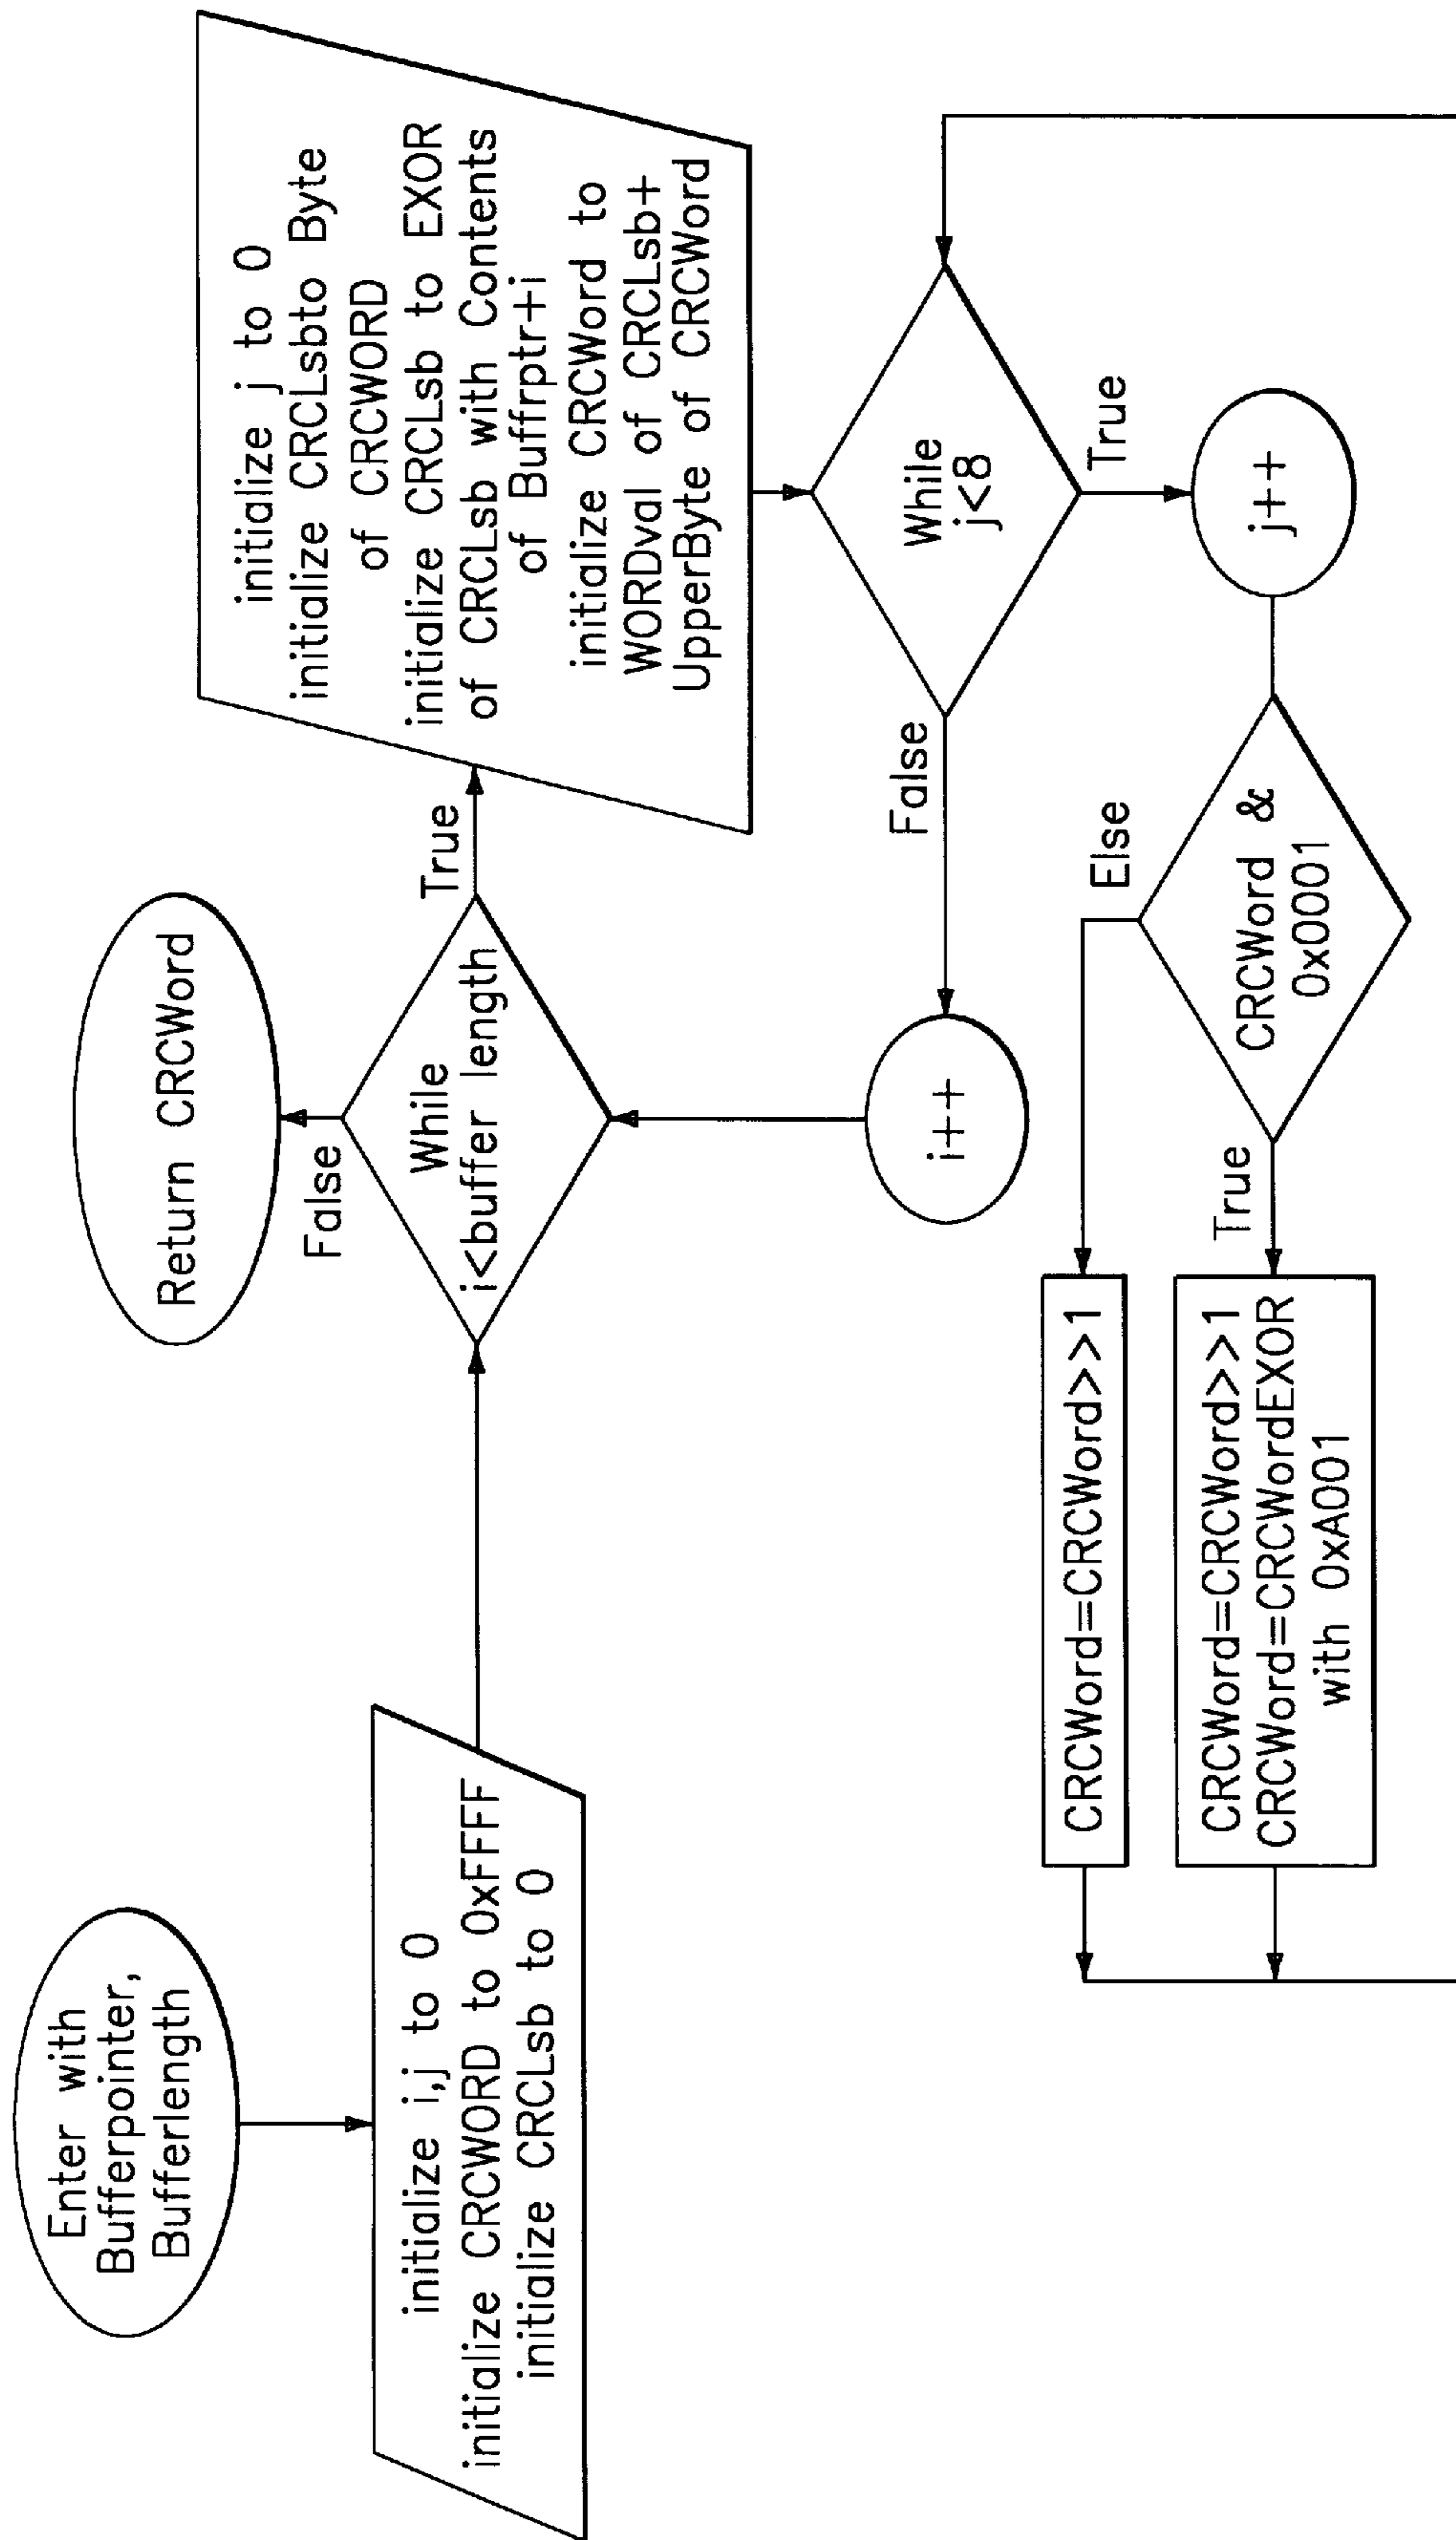 Enter with
Bufferpointer,
Bufferlength
initialize i,j to 0
initialize CRCWORD to 0xFFF
initialize CRCLsb to 0
Return CRCWord
False
While
i<buffer length
True
initialize j to 0
initialize CRCLsbto Byte
of CRCWORD
initialize CRCLsb to EXOR
of CRCLsb with Contents
of Buffrptr+i
initialize CRCWord to
WORDval of CRCLsb+
UpperByte of CRCWord
i++
False
While
j<8
True
j++
CRCWord &
0x0001
Else
True
CRCWord=CRCWord>>1
CRCWord=CRCWord>>1
CRCWord=CRCWordEXOR
with 0xA001